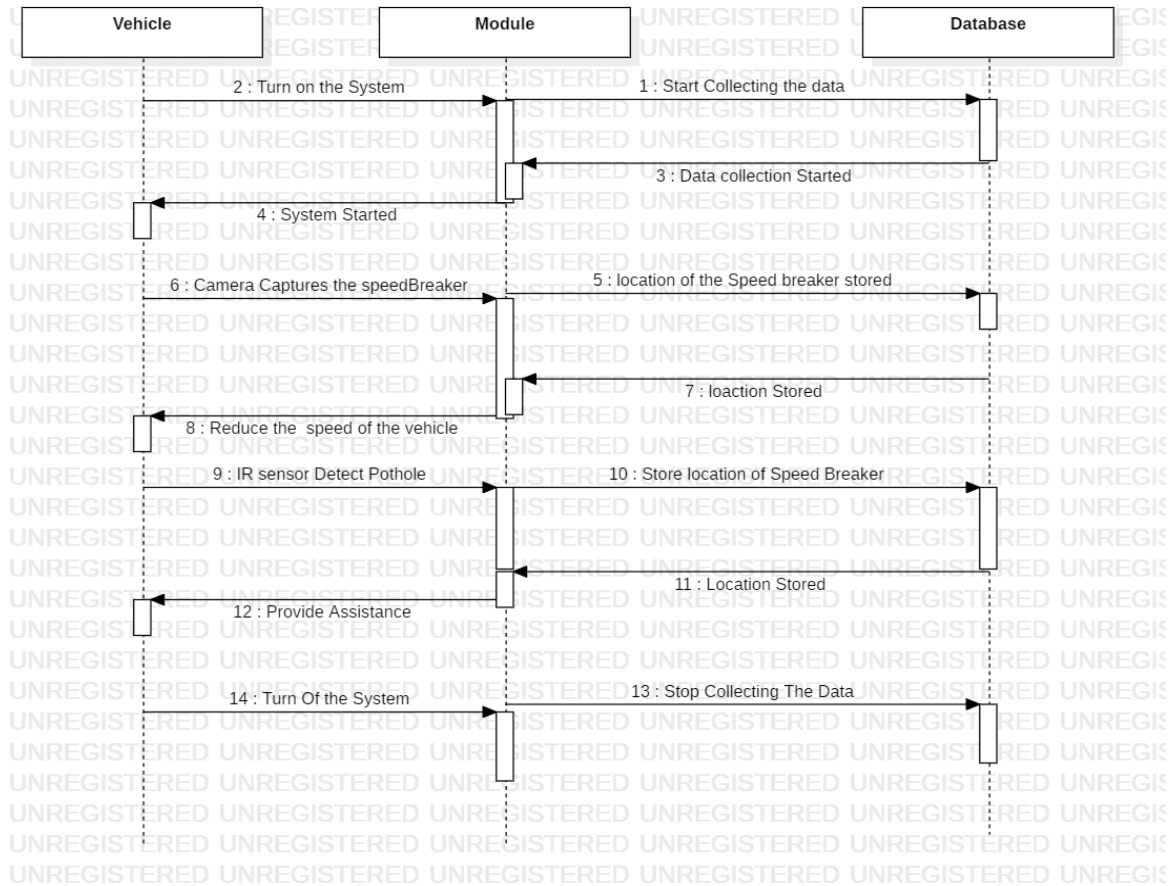 Vehicle
Module
Database
2 : Turn on the System
1 : Start Collecting the data
3 : Data collection Started
4 : System Started
6 : Camera Captures the speedBreaker
5 : location of the Speed breaker stored
7 : loaction Stored
8 : Reduce the  speed of the vehicle
9 : IR sensor Detect Pothole
10 : Store location of Speed Breaker
11 : Location Stored
12 : Provide Assistance
14 : Turn Of the System
13 : Stop Collecting The Data
UNREGISTERED